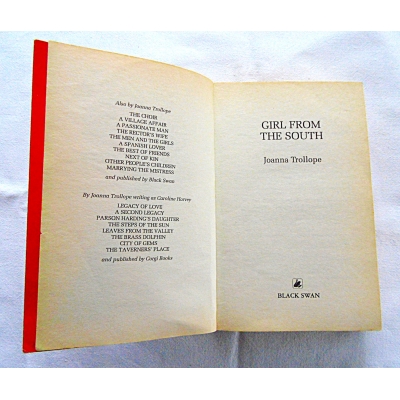 Also by Joanna Trollope
THE CHOIR
A VILLAGE AFFAIR
A PASSIONATE MAN
THE RECTOR'S WIFE
THE MEN AND THE GIRLS
A SPANISH LOVER
THE BEST OF FRIENDS
NEXT OF KIN
OTHER PEOPLE'S CHILDREN
MARRYING THE MISTRESS
and published by Black Swan
By Joanna Trollope writing as Caroline Harvey
LEGACY OF LOVE
A SECOND LEGACY
PARSON HARDING'S DAUGHTER
THE STEPS OF THE SUN
LEAVES FROM THE VALLEY
THE BRASS DOLPHIN
CITY OF GEMS
THE TAVERNERS' PLACE
and published by Corgi Books
GIRL FROM
THE SOUTH
Joanna Trollope
BLACK SWAN